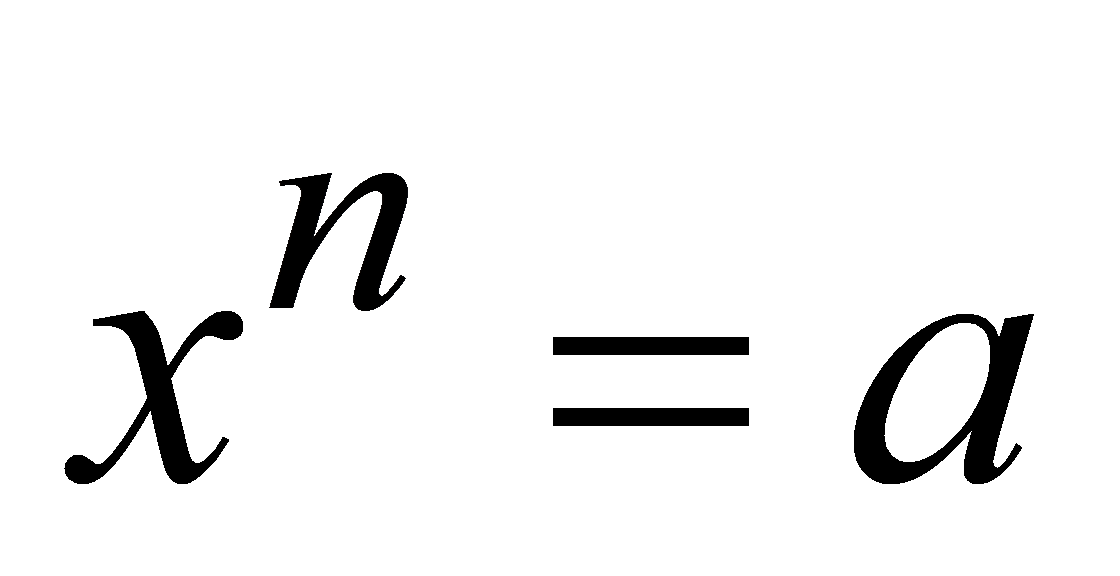 xⁿ = a